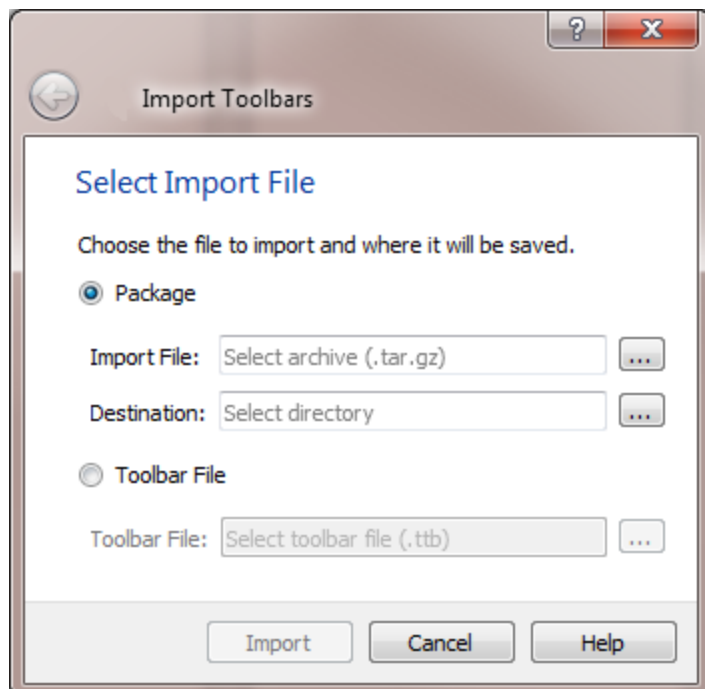 ?
X
Import Toolbars
Select Import File
Choose the file to import and where it will be saved.
Package
Import File: Select archive (.tar.gz) ...
Destination: Select directory ...
Toolbar File
Toolbar File: Select toolbar file (.ttb) ...
Import Cancel Help